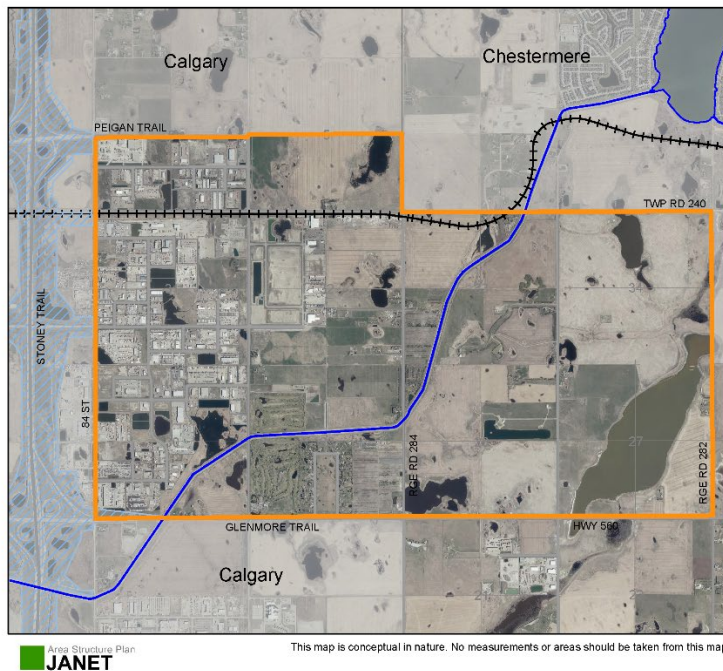 Calgary
Chestermere
PEIGAN TRAIL
TWP RD 240
34
STONEY TRAIL
84 ST
RGE RD 284
27
RGE RD 282
GLENMORE TRAIL
HWY 560
Calgary
Area Structure Plan
JANET
This map is conceptual in nature. No measurements or areas should be taken from this map